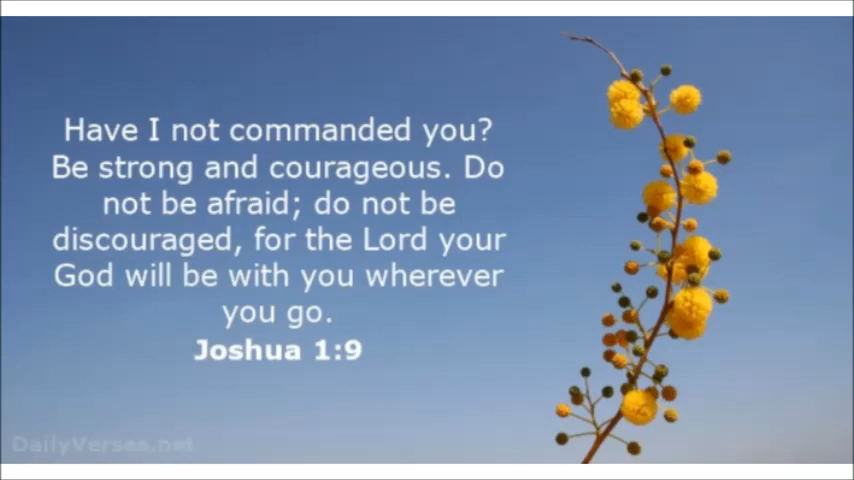 Have I not commanded you?
Be strong and courageous. Do
not be afraid; do not be
discouraged, for the Lord your
God will be with you wherever
you go.
Joshua 1:9
DailyVerses.net